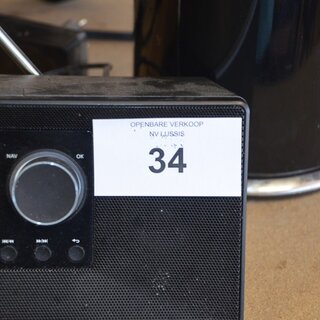 OPENBARE VERKOOP
NV LUSSIS
34
NAV
OK